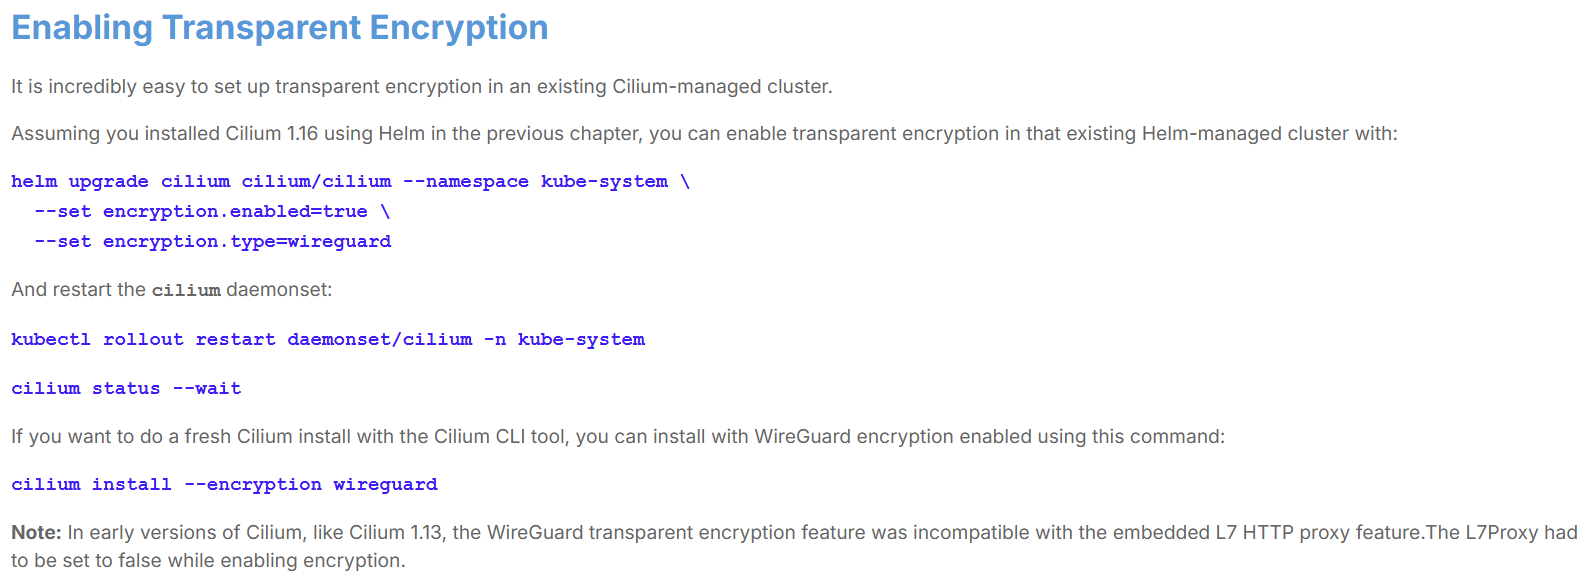 Enabling Transparent Encryption
It is incredibly easy to set up transparent encryption in an existing Cilium-managed cluster.
Assuming you installed Cilium 1.16 using Helm in the previous chapter, you can enable transparent encryption in that existing Helm-managed cluster with:
helm upgrade cilium cilium/cilium --namespace kube-system \
  --set encryption.enabled=true \
  --set encryption.type=wireguard
And restart the cilium daemonset:
kubectl rollout restart daemonset/cilium -n kube-system
cilium status --wait
If you want to do a fresh Cilium install with the Cilium CLI tool, you can install with WireGuard encryption enabled using this command:
cilium install --encryption wireguard
Note: In early versions of Cilium, like Cilium 1.13, the WireGuard transparent encryption feature was incompatible with the embedded L7 HTTP proxy feature.The L7Proxy had
to be set to false while enabling encryption.